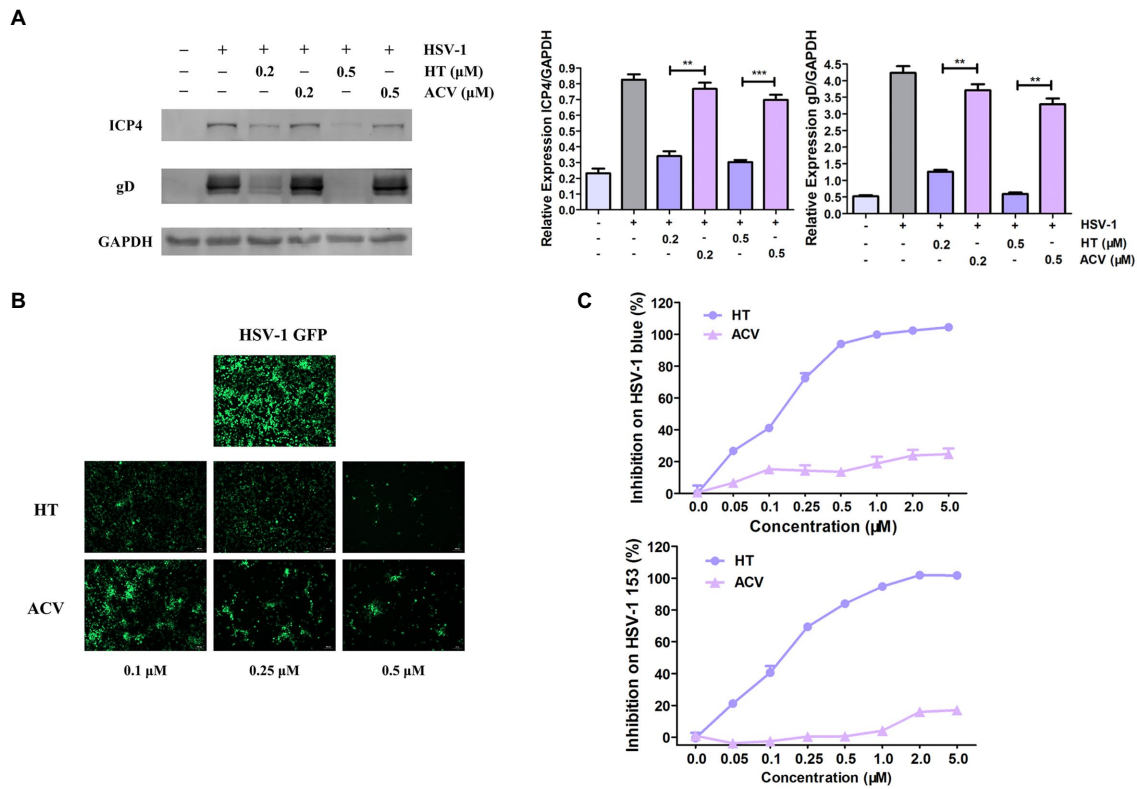 A
– + + + + + HSV-1
– – 0.2 – 0.5 – HT (µM)
– – – 0.2 – 0.5 ACV (µM)
ICP4
gD
GAPDH
Relative Expression ICP4/GAPDH
0.9
0.8
0.7
0.6
0.5
0.4
0.3
0.2
0.1
0.0
** ***
- + + + + +
- - 0.2 - 0.5 -
- - - 0.2 - 0.5
Relative Expression gD/GAPDH
4.5
4.0
3.5
3.0
2.5
2.0
1.5
1.0
0.5
0.0
** **
- + + + + + HSV-1
- - 0.2 - 0.5 - HT (µM)
- - - 0.2 - 0.5 ACV (µM)
B
HSV-1 GFP
HT
ACV
0.1 µM 0.25 µM 0.5 µM
C
Inhibition on HSV-1 blue (%)
120
100
80
60
40
20
0
HT
ACV
0.0 0.05 0.1 0.25 0.5 1.0 2.0 5.0
Concentration (µM)
Inhibition on HSV-1 153 (%)
120
100
80
60
40
20
0
HT
ACV
0.0 0.05 0.1 0.25 0.5 1.0 2.0 5.0
Concentration (µM)